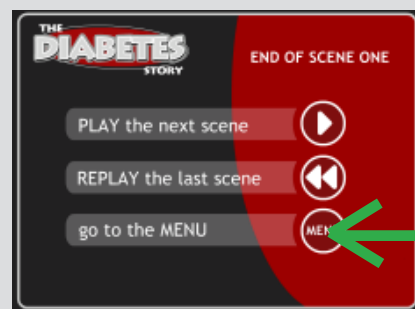 THE
DIABETES
STORY
END OF SCENE ONE
PLAY the next scene
REPLAY the last scene
go to the MENU